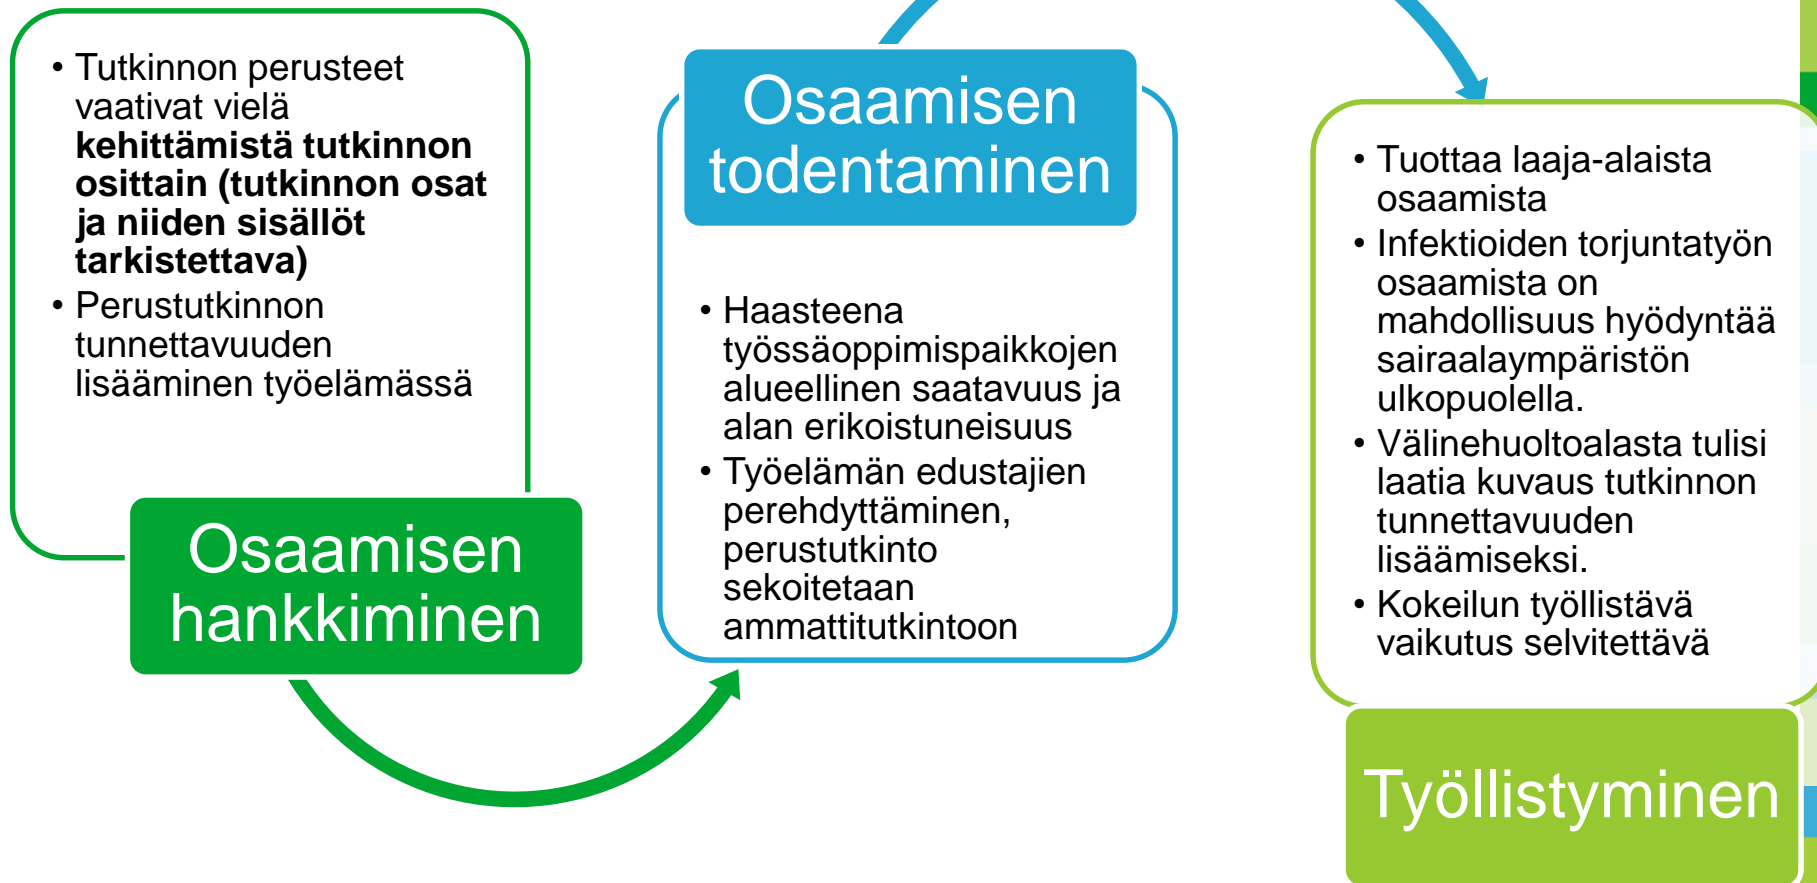 • Tutkinnon perusteet
vaativat vielä
kehittämistä tutkinnon
osittain (tutkinnon osat
ja niiden sisällöt
tarkistettava)
• Perustutkinnon
tunnettavuuden
lisääminen työelämässä
Osaamisen
hankkiminen
Osaamisen
todentaminen
• Haasteena
työssäoppimispaikkojen
alueellinen saatavuus ja
alan erikoistuneisuus
• Työelämän edustajien
perehdyttäminen,
perustutkinto
sekoitetaan
ammattitutkintoon
• Tuottaa laaja-alaista
osaamista
• Infektioiden torjuntatyön
osaamista on
mahdollisuus hyödyntää
sairaalaympäristön
ulkopuolella.
• Välinehuoltoalasta tulisi
laatia kuvaus tutkinnon
tunnettavuuden
lisäämiseksi.
• Kokeilun työllistävä
vaikutus selvitettävä
Työllistyminen